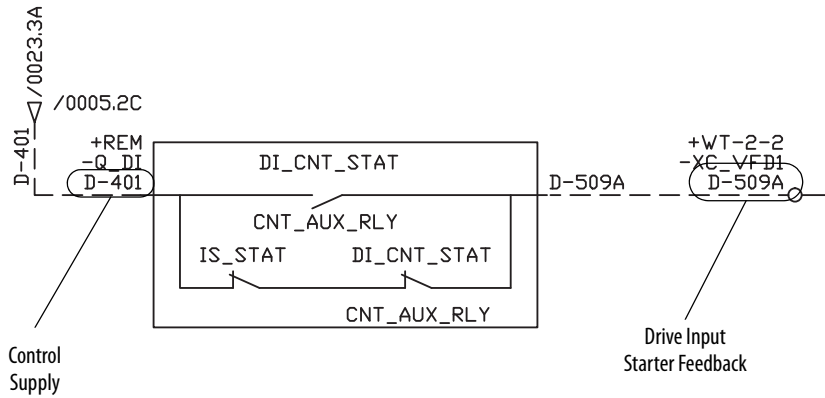 /0023.3A
/0005.2C
D-401
+REM
-Q_DI
D-401
DI_CNT_STAT
CNT_AUX_RLY
IS_STAT
DI_CNT_STAT
CNT_AUX_RLY
D-509A
+WT-2-2
-XC_VFD1
D-509A
Control
Supply
Drive Input
Starter Feedback